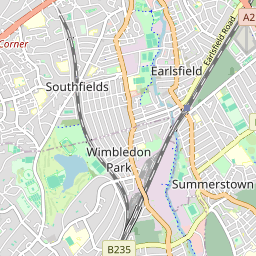 Corner
A2
Earlsfield Road
Earlsfield
Southfields
Wimbledon
Park
Summerstown
B235